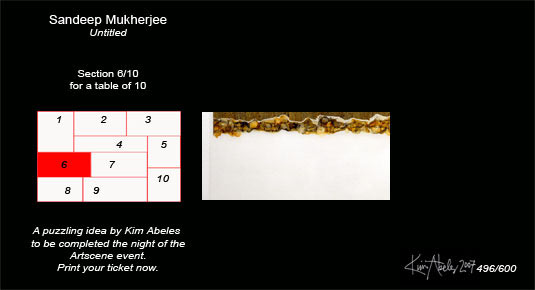 Sandeep Mukherjee
Untitled
Section 6/10
for a table of 10
1 2 3
4 5
6 7
10
8 9
A puzzling idea by Kim Abeles
to be completed the night of the
Artscene event.
Print your ticket now.
Kim Abeles 2007 496/600